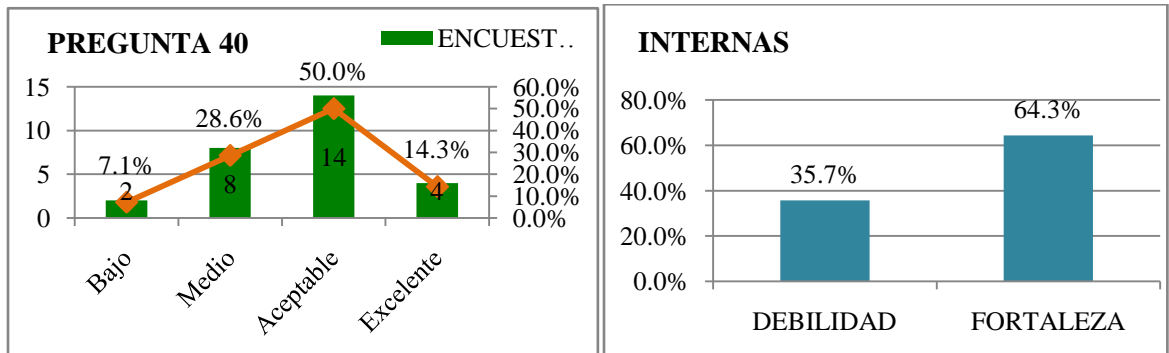 PREGUNTA 40
ENCUEST..
50.0%
28.6%
14.3%
7.1%
15
10
5
0
2
8
14
4
60.0%
50.0%
40.0%
30.0%
20.0%
10.0%
0.0%
Bajo
Medio
Aceptable
Excelente
INTERNAS
80.0%
60.0%
40.0%
20.0%
0.0%
35.7%
64.3%
DEBILIDAD
FORTALEZA